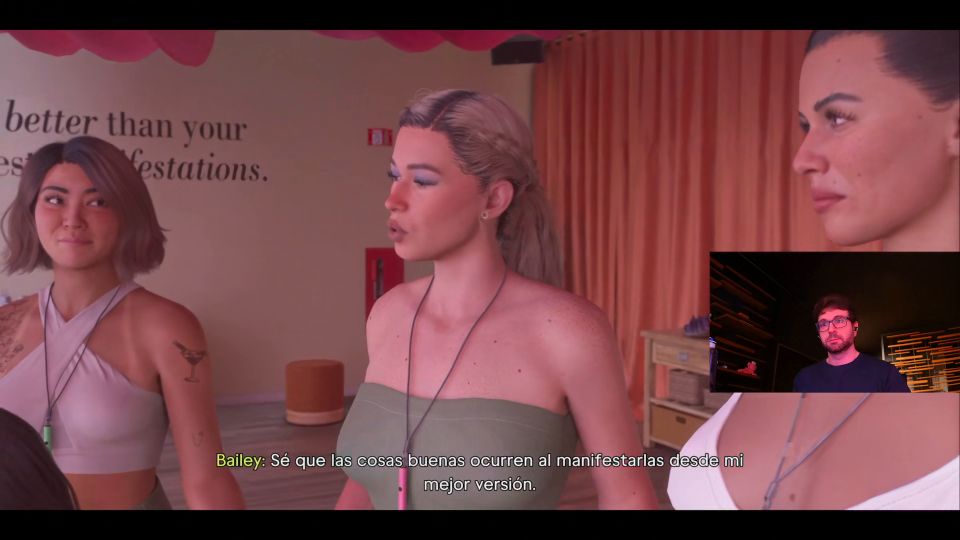 better than your
festations.
Bailey: Sé que las cosas buenas ocurren al manifestarlas desde mi
mejor versión.